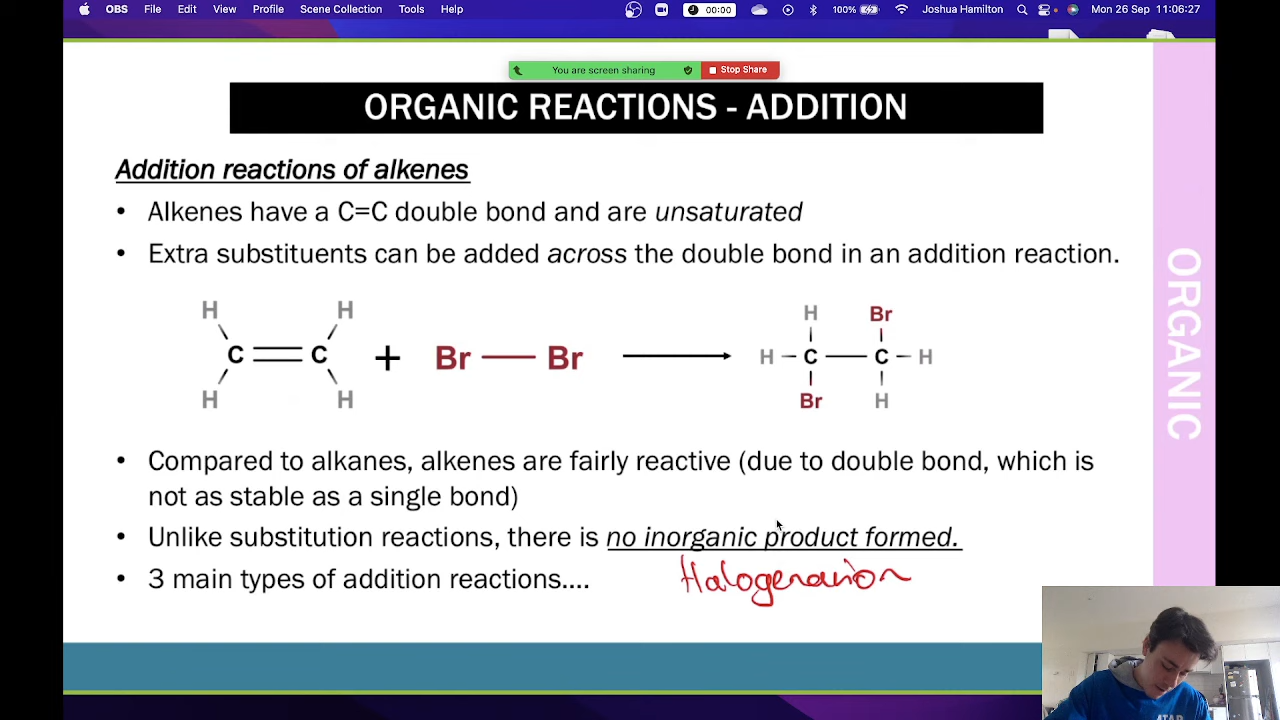 OBS File Edit View Profile Scene Collection Tools Help 00:00 100% Joshua Hamilton Mon 26 Sep 11:06:27
You are screen sharing Stop Share
ORGANIC REACTIONS - ADDITION
Addition reactions of alkenes
• Alkenes have a C=C double bond and are unsaturated
• Extra substituents can be added across the double bond in an addition reaction.
H H H Br
C C + Br Br H C C H
H H Br H
• Compared to alkanes, alkenes are fairly reactive (due to double bond, which is
not as stable as a single bond)
• Unlike substitution reactions, there is no inorganic product formed.
• 3 main types of addition reactions.... Halogenation
ORGANIC